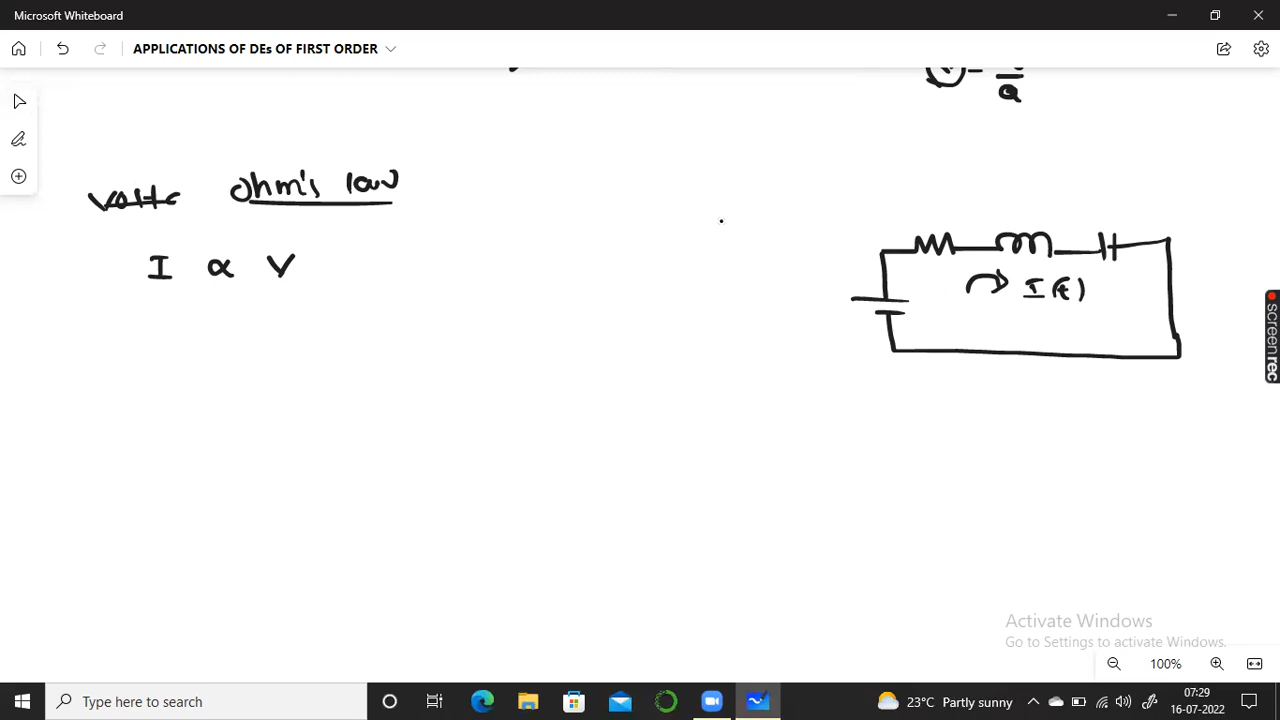 Microsoft Whiteboard
APPLICATIONS OF DEs OF FIRST ORDER
Q
volts ohm's law
I ∝ V
I(t)
screenrec
Activate Windows
Go to Settings to activate Windows.
100%
Type here to search
23°C Partly sunny
07:29
16-07-2022